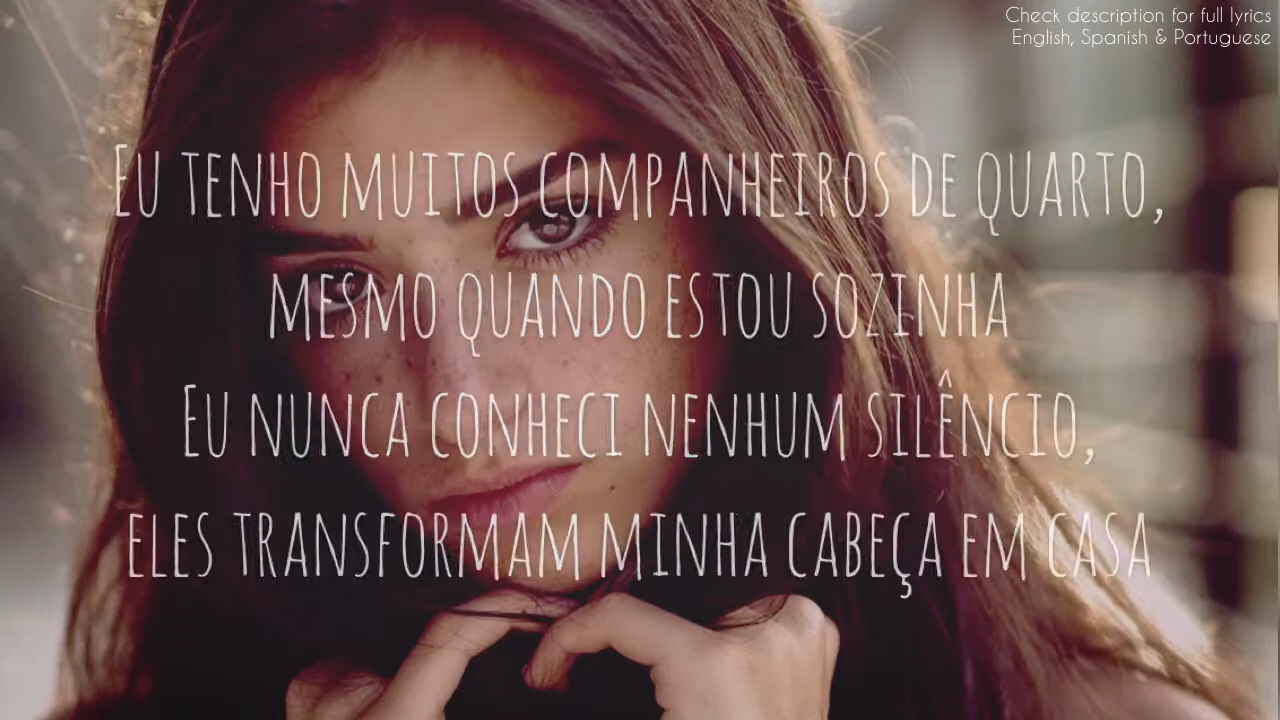 Check description for full lyrics
English, Spanish & Portuguese
Eu tenho muitos companheiros de quarto,
mesmo quando estou sozinha
Eu nunca conheci nenhum silêncio,
eles transformam minha cabeça em casa